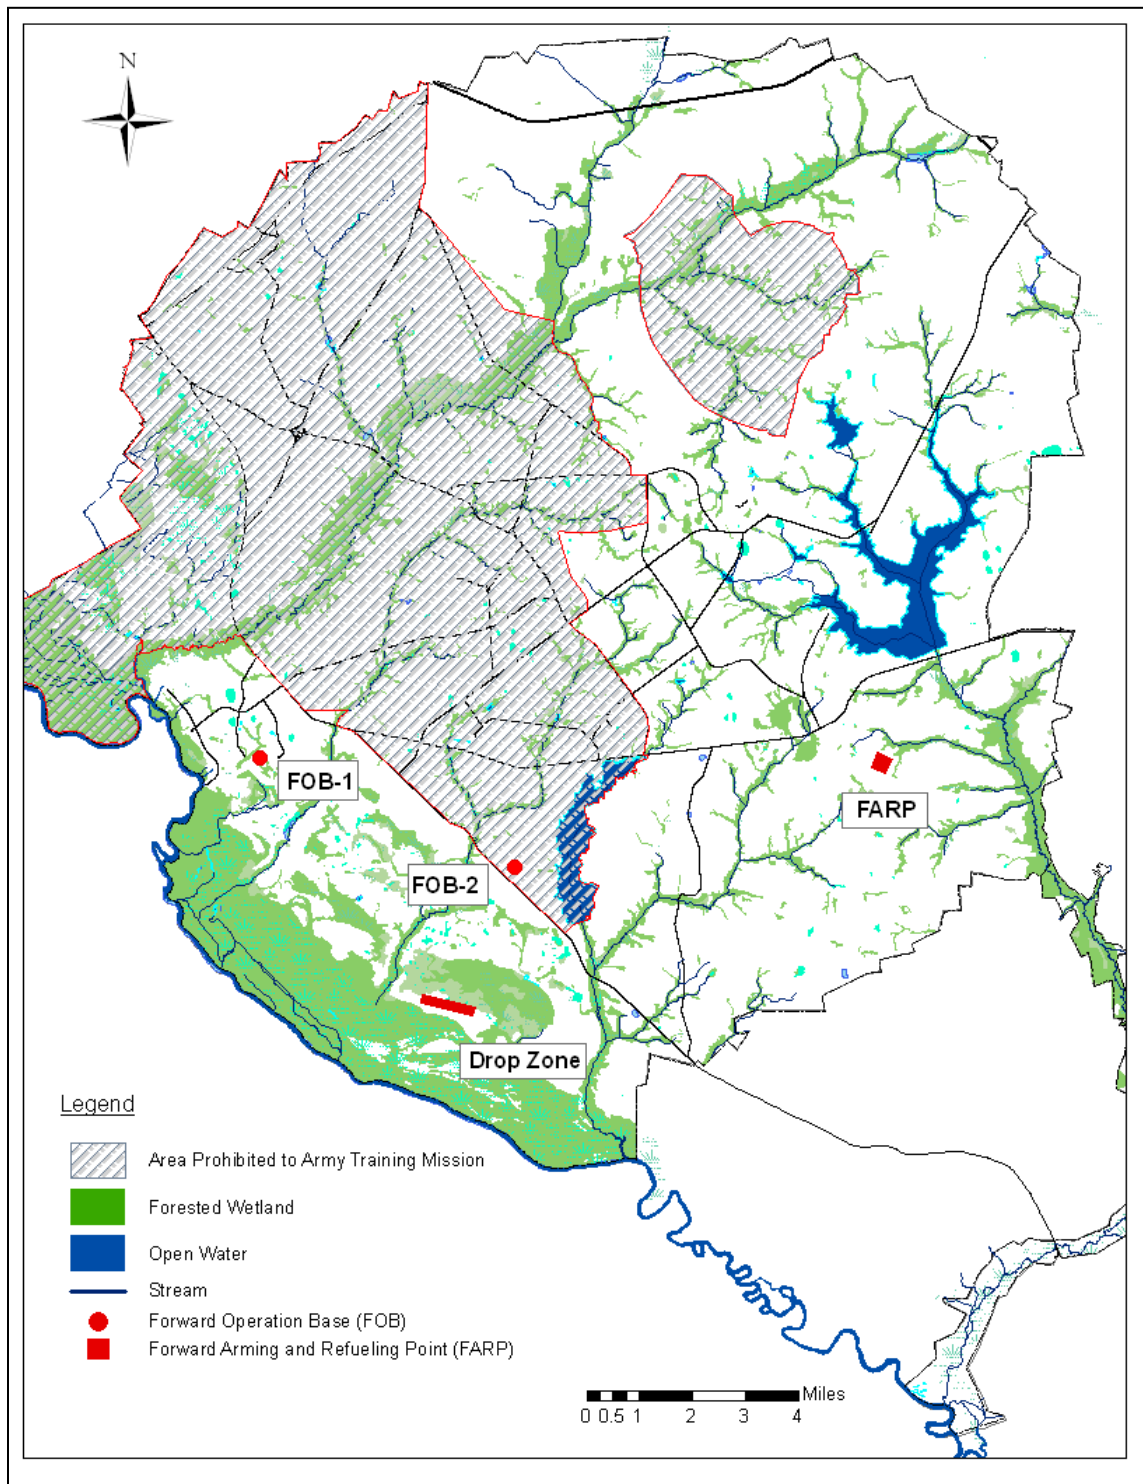 N
FOB-1
FARP
FOB-2
Drop Zone
Legend
Area Prohibited to Army Training Mission
Forested Wetland
Open Water
Stream
Forward Operation Base (FOB)
Forward Arming and Refueling Point (FARP)
Miles
0 0.5 1 2 3 4